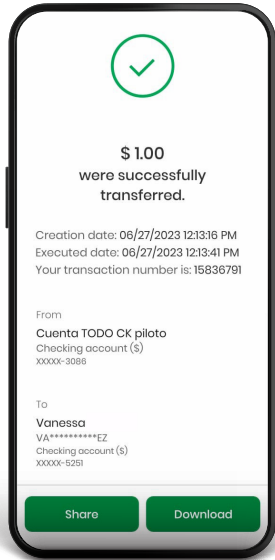 $ 1.00
were successfully
transferred.
Creation date: 06/27/2023 12:13:16 PM
Executed date: 06/27/2023 12:13:41 PM
Your transaction number is: 15836791
From
Cuenta TODO CK piloto
Checking account ($)
XXXXX-3086
To
Vanessa
VA**********EZ
Checking account ($)
XXXXX-5251
Share
Download